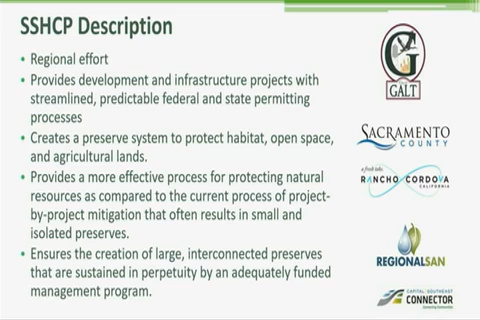 SSHCP Description
• Regional effort
• Provides development and infrastructure projects with
streamlined, predictable federal and state permitting
processes
• Creates a preserve system to protect habitat, open space,
and agricultural lands.
• Provides a more effective process for protecting natural
resources as compared to the current process of project-
by-project mitigation that often results in small and
isolated preserves.
• Ensures the creation of large, interconnected preserves
that are sustained in perpetuity by an adequately funded
management program.
G
GALT
SACRAMENTO
COUNTY
RANCHO CORDOVA
CALIFORNIA
REGIONALSAN
CAPITAL SOUTHEAST
CONNECTOR